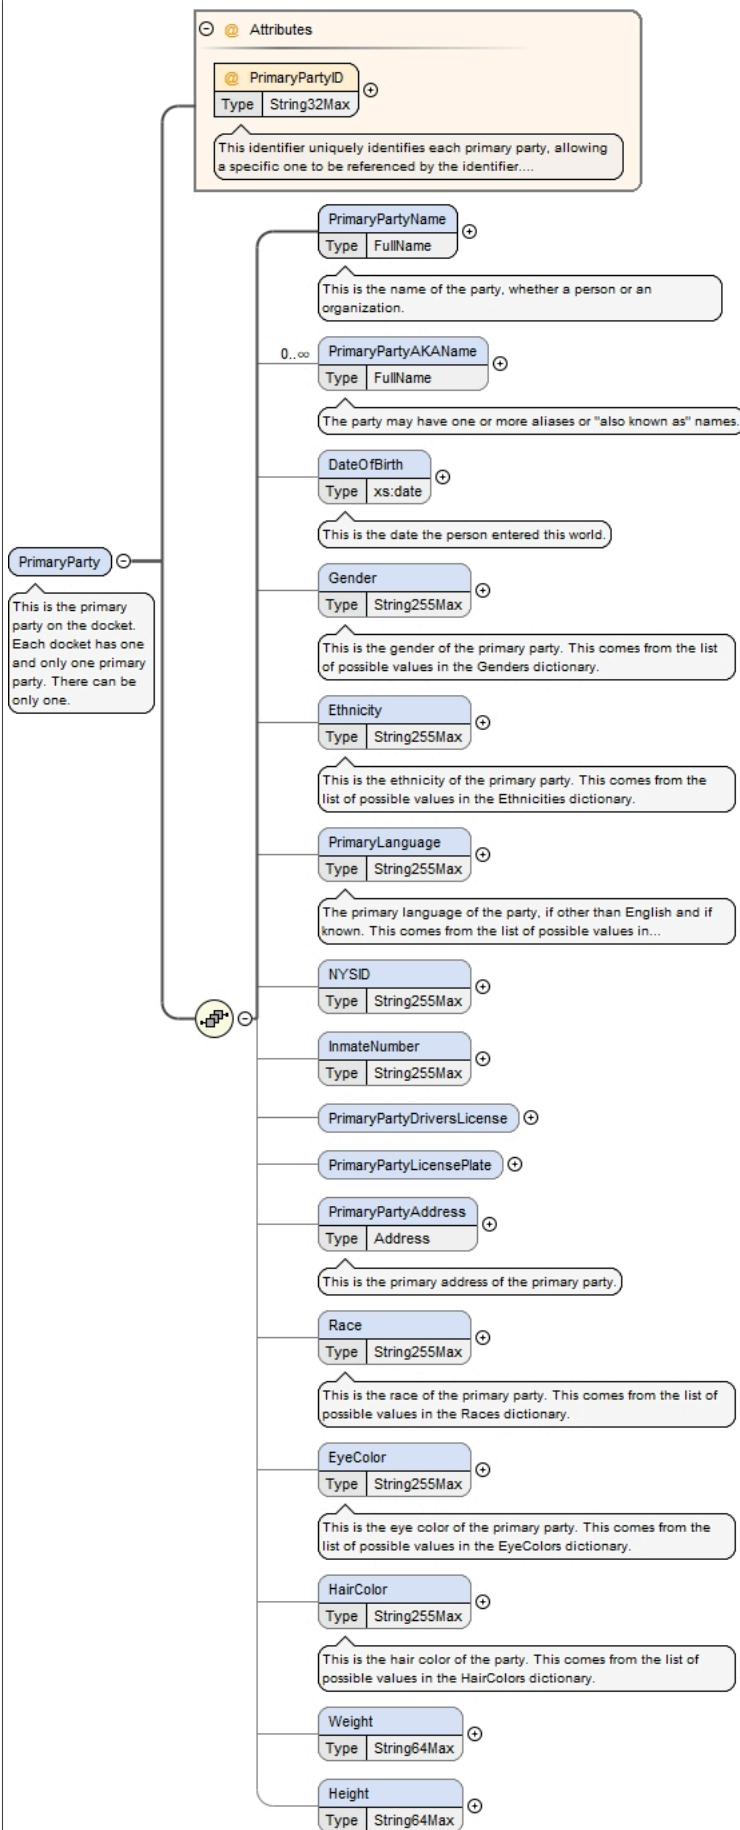 @ Attributes
@ PrimaryPartyID
Type String32Max
This identifier uniquely identifies each primary party, allowing
a specific one to be referenced by the identifier....
PrimaryPartyName
Type FullName
This is the name of the party, whether a person or an
organization.
0..∞ PrimaryPartyAKAName
Type FullName
The party may have one or more aliases or "also known as" names.
DateOfBirth
Type xs:date
This is the date the person entered this world.
PrimaryParty
This is the primary
party on the docket.
Each docket has one
and only one primary
party. There can be
only one.
Gender
Type String255Max
This is the gender of the primary party. This comes from the list
of possible values in the Genders dictionary.
Ethnicity
Type String255Max
This is the ethnicity of the primary party. This comes from the
list of possible values in the Ethnicities dictionary.
PrimaryLanguage
Type String255Max
The primary language of the party, if other than English and if
known. This comes from the list of possible values in...
NYSID
Type String255Max
InmateNumber
Type String255Max
PrimaryPartyDriversLicense
PrimaryPartyLicensePlate
PrimaryPartyAddress
Type Address
This is the primary address of the primary party.
Race
Type String255Max
This is the race of the primary party. This comes from the list of
possible values in the Races dictionary.
EyeColor
Type String255Max
This is the eye color of the primary party. This comes from the
list of possible values in the EyeColors dictionary.
HairColor
Type String255Max
This is the hair color of the party. This comes from the list of
possible values in the HairColors dictionary.
Weight
Type String64Max
Height
Type String64Max